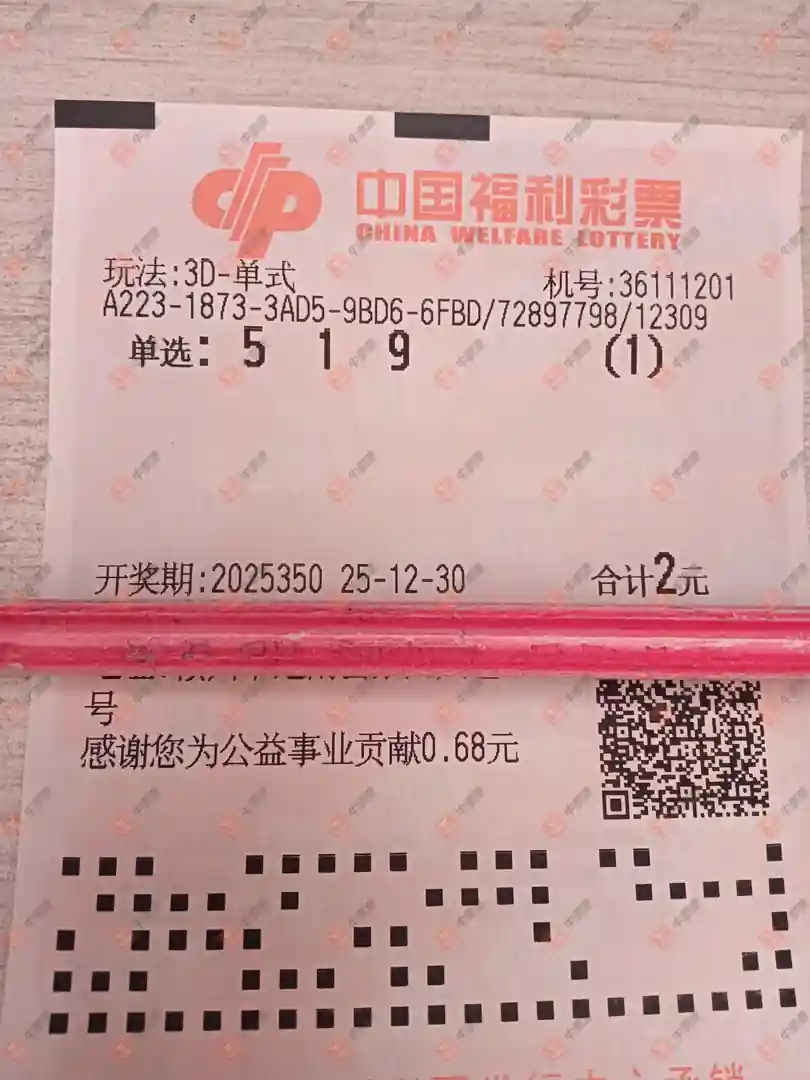 中国福利彩票
CHINA WELFARE LOTTERY
玩法:3D-单式 机号:36111201
A223-1873-3AD5-9BD6-6FBD/72897798/12309
单选: 5 1 9 (1)
开奖期:2025350 25-12-30 合计2元
号
感谢您为公益事业贡献0.68元